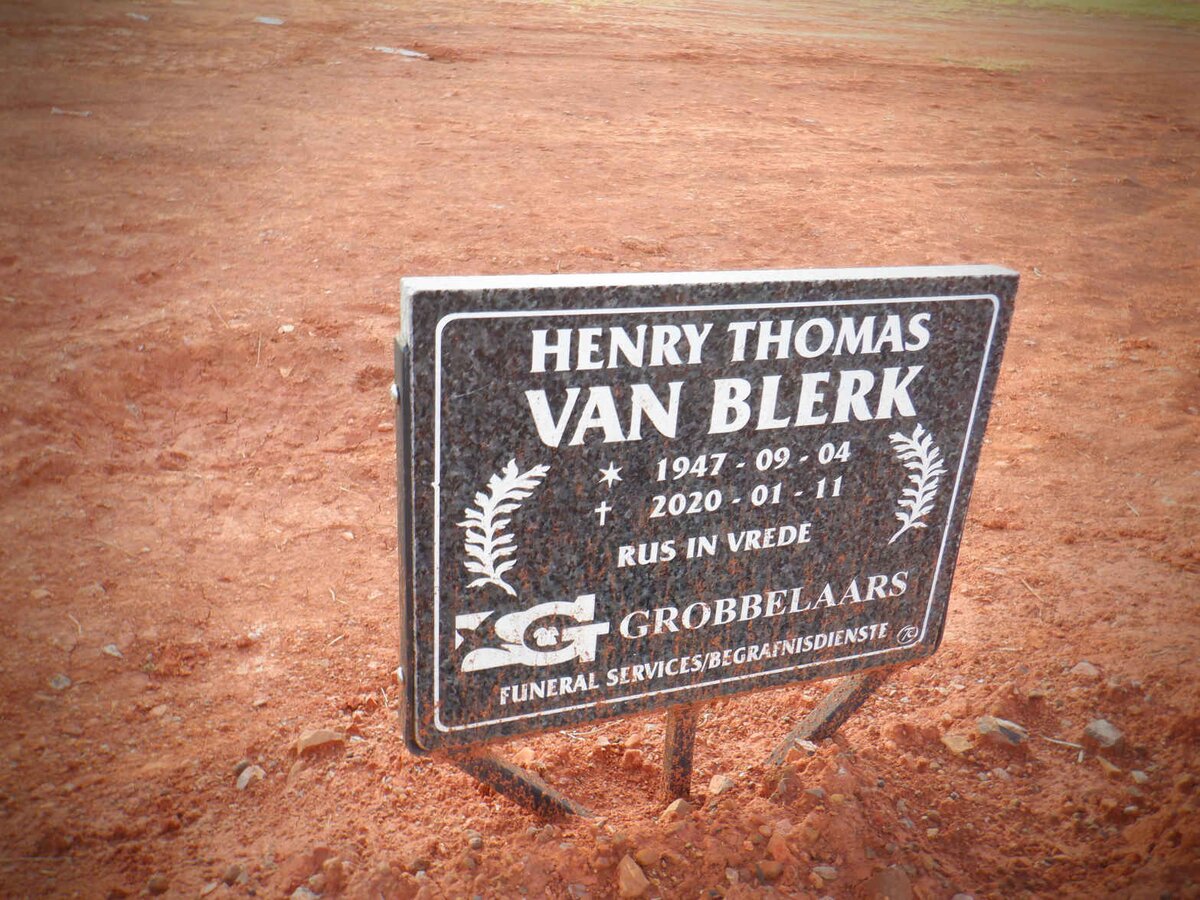 HENRY THOMAS
VAN BLERK
1947 - 09 - 04
2020 - 01 - 11
RUS IN VREDE
G GROBBELAARS
FUNERAL SERVICES/BEGRAFNISDIENSTE